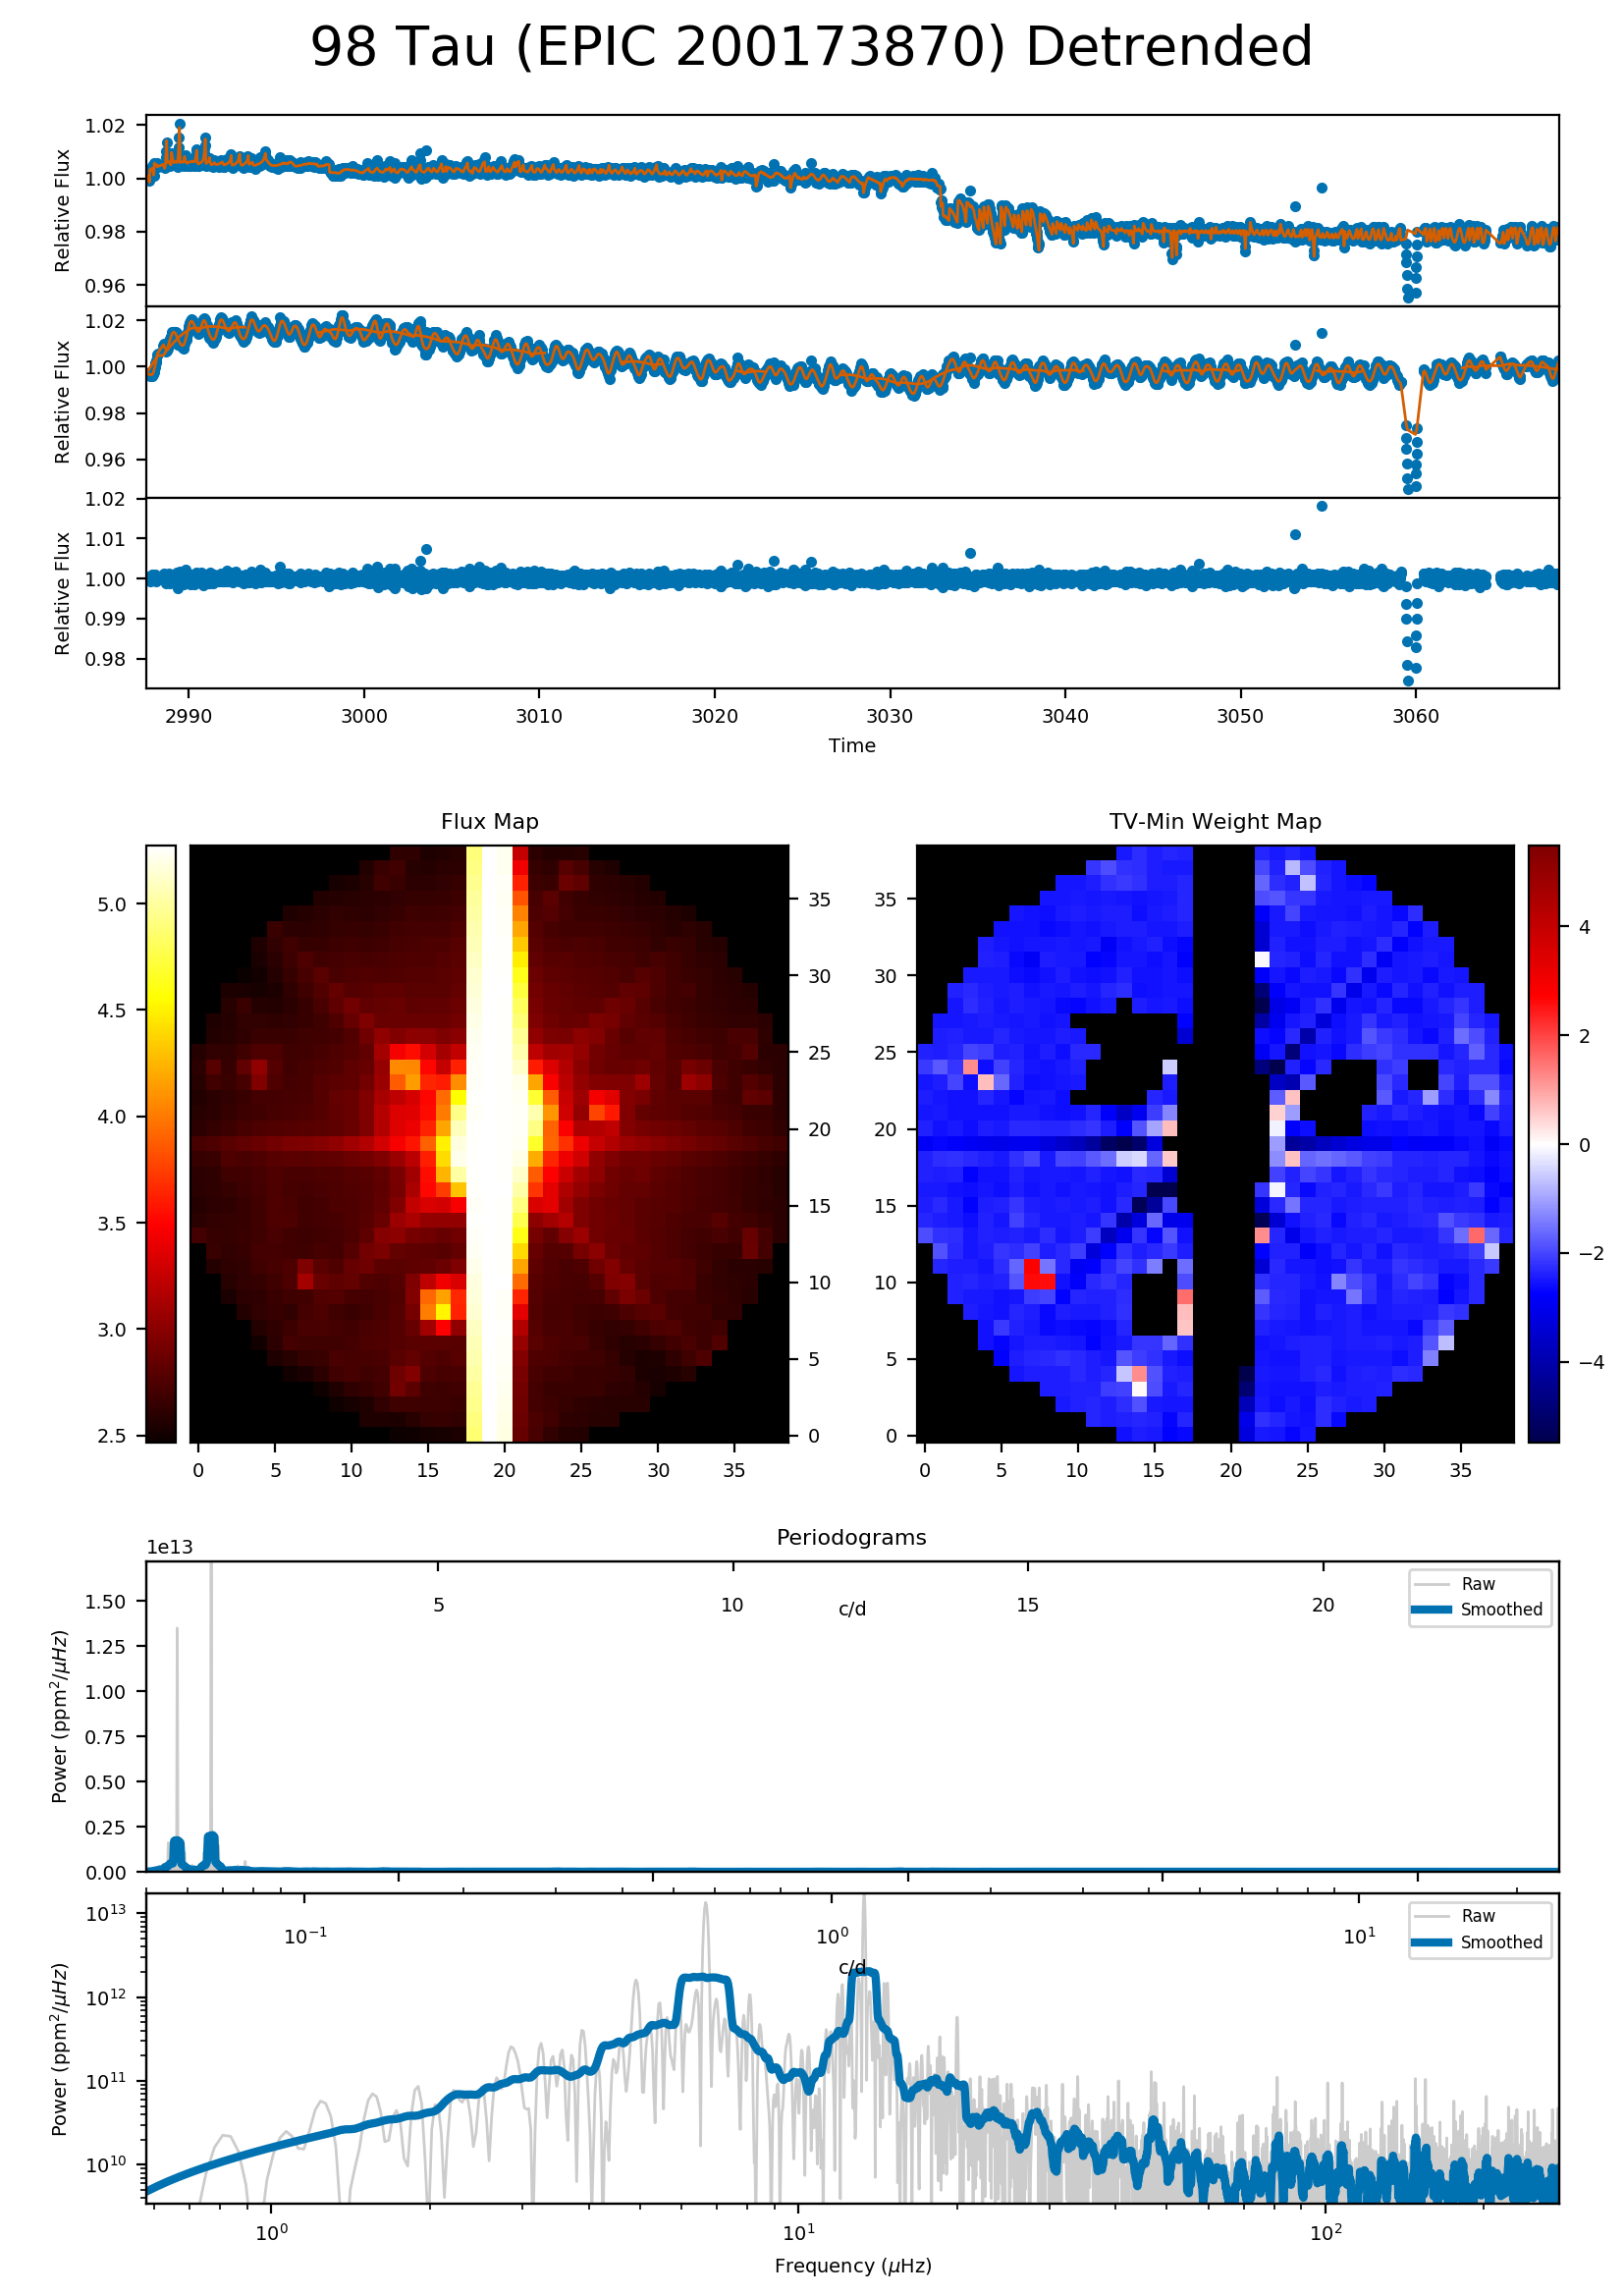 98 Tau (EPIC 200173870) Detrended
1.02
1.00
0.98
0.96
Relative Flux
1.02
1.00
0.98
0.96
Relative Flux
1.02
1.01
1.00
0.99
0.98
Relative Flux
2990 3000 3010 3020 3030 3040 3050 3060
Time
Flux Map
5.0
4.5
4.0
3.5
3.0
2.5
35
30
25
20
15
10
5
0
0 5 10 15 20 25 30 35
TV-Min Weight Map
35
30
25
20
15
10
5
0
0 5 10 15 20 25 30 35
4
2
0
−2
−4
Periodograms
1e13
1.50
1.25
1.00
0.75
0.50
0.25
0.00
Power (ppm²/μHz)
5 10 15 20
c/d
Raw
Smoothed
10¹³
10¹²
10¹¹
10¹⁰
Power (ppm²/μHz)
10⁻¹ 10⁰ 10¹
c/d
Raw
Smoothed
10⁰ 10¹ 10²
Frequency (μHz)